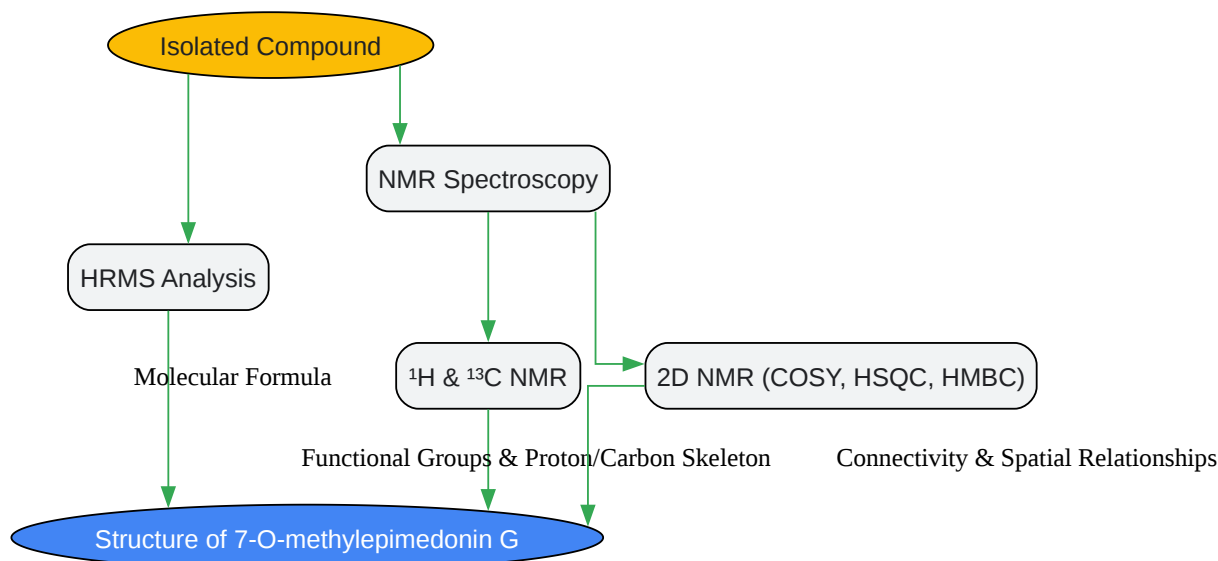 Isolated Compound
NMR Spectroscopy
HRMS Analysis
Molecular Formula
¹H & ¹³C NMR
2D NMR (COSY, HSQC, HMBC)
Functional Groups & Proton/Carbon Skeleton
Connectivity & Spatial Relationships
Structure of 7-O-methylepimedonin G